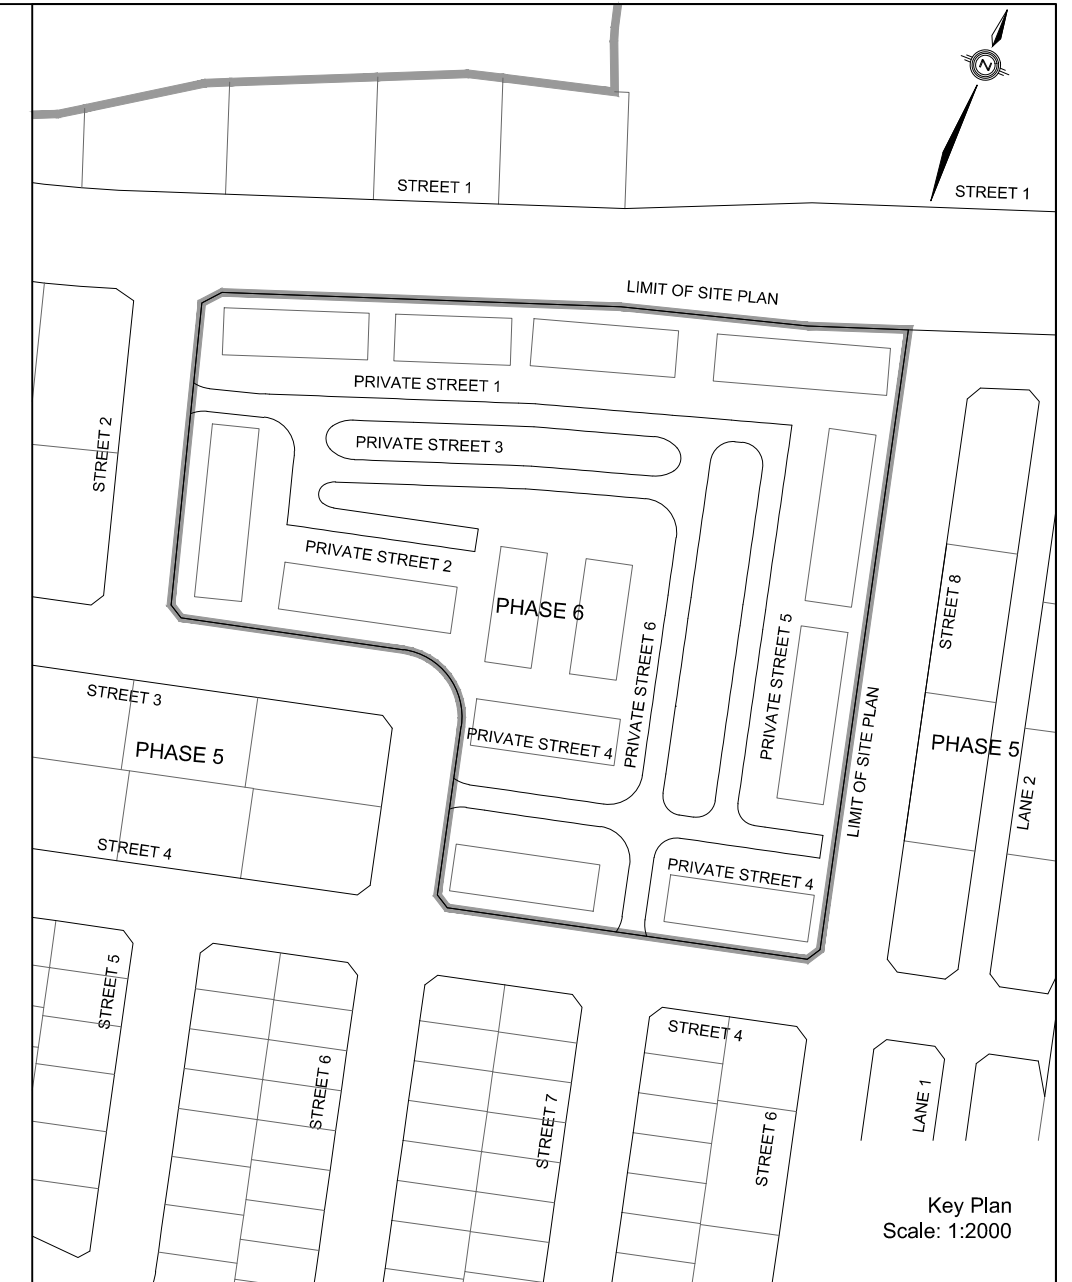 N
STREET 1
STREET 1
LIMIT OF SITE PLAN
PRIVATE STREET 1
STREET 2
PRIVATE STREET 3
PRIVATE STREET 2
PHASE 6
STREET 8
PRIVATE STREET 6
PRIVATE STREET 5
STREET 3
PHASE 5
PRIVATE STREET 4
LIMIT OF SITE PLAN
PHASE 5
LANE 2
STREET 4
PRIVATE STREET 4
STREET 5
STREET 4
STREET 6
STREET 7
STREET 6
LANE 1
Key Plan
Scale: 1:2000